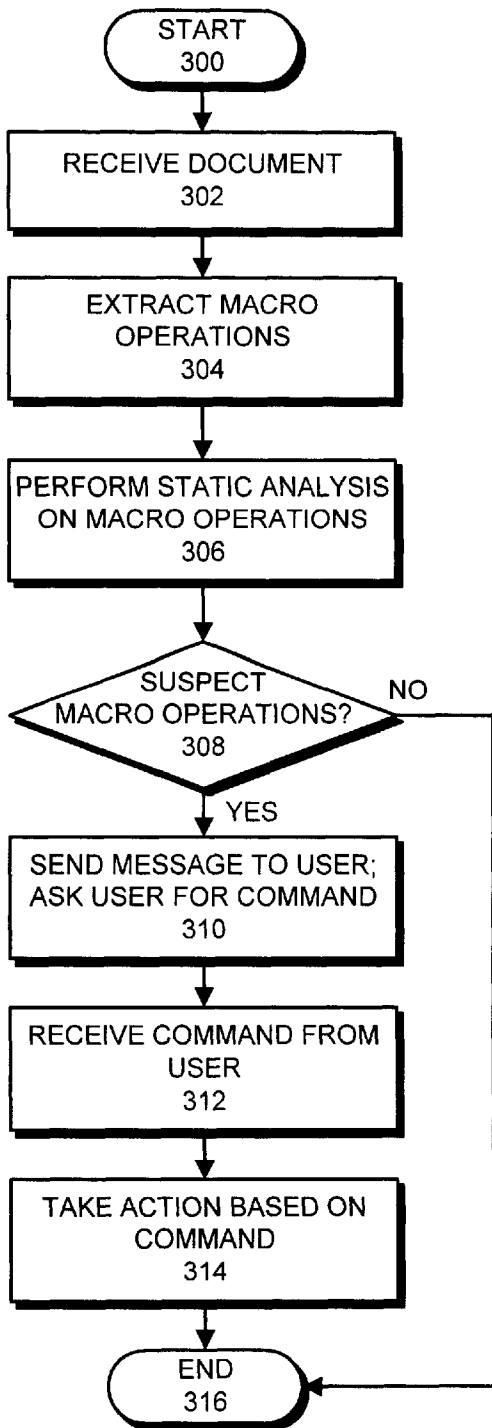 START
300
RECEIVE DOCUMENT
302
EXTRACT MACRO
OPERATIONS
304
PERFORM STATIC ANALYSIS
ON MACRO OPERATIONS
306
SUSPECT
MACRO OPERATIONS?
308
NO
YES
SEND MESSAGE TO USER;
ASK USER FOR COMMAND
310
RECEIVE COMMAND FROM
USER
312
TAKE ACTION BASED ON
COMMAND
314
END
316